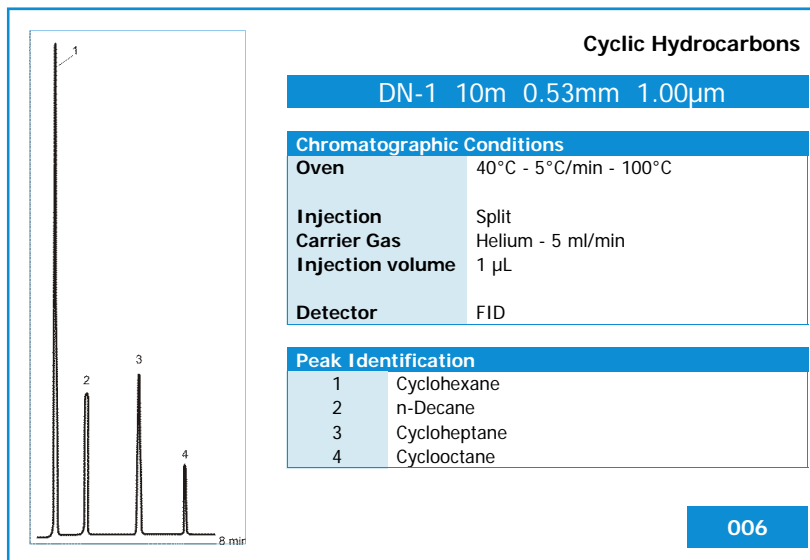 Cyclic Hydrocarbons
DN-1 10m 0.53mm 1.00µm
Chromatographic Conditions
Oven 40°C - 5°C/min - 100°C
Injection Split
Carrier Gas Helium - 5 ml/min
Injection volume 1 µL
Detector FID
Peak Identification
1 Cyclohexane
2 n-Decane
3 Cycloheptane
4 Cyclooctane
006
1
2
3
4
8 min